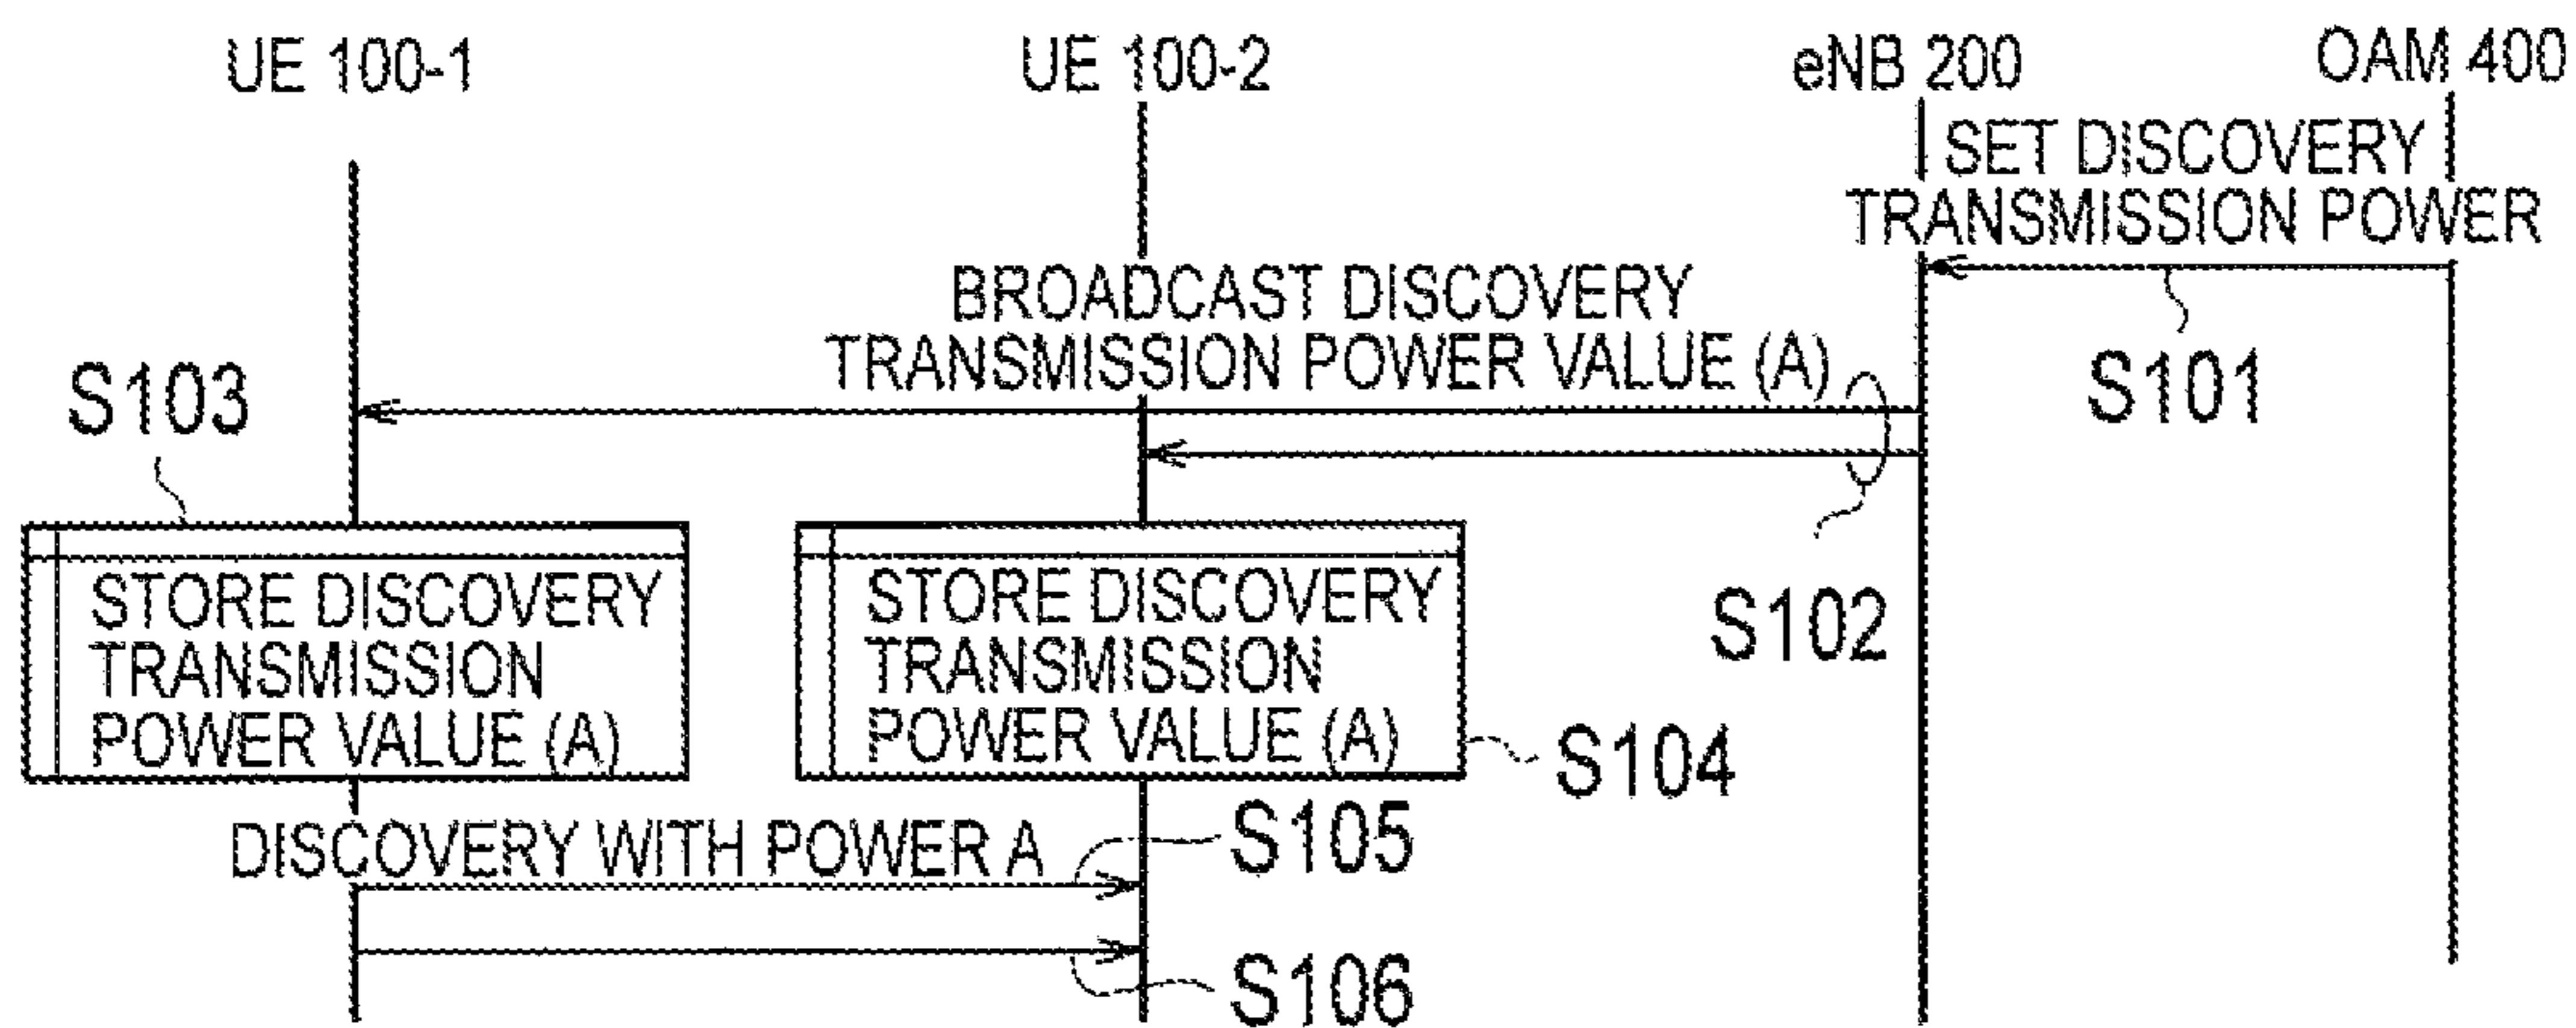 UE 100-1
UE 100-2
eNB 200
OAM 400
SET DISCOVERY
TRANSMISSION POWER
S101
BROADCAST DISCOVERY
TRANSMISSION POWER VALUE (A)
S102
S103
STORE DISCOVERY
TRANSMISSION
POWER VALUE (A)
STORE DISCOVERY
TRANSMISSION
POWER VALUE (A)
S104
DISCOVERY WITH POWER A
S105
S106